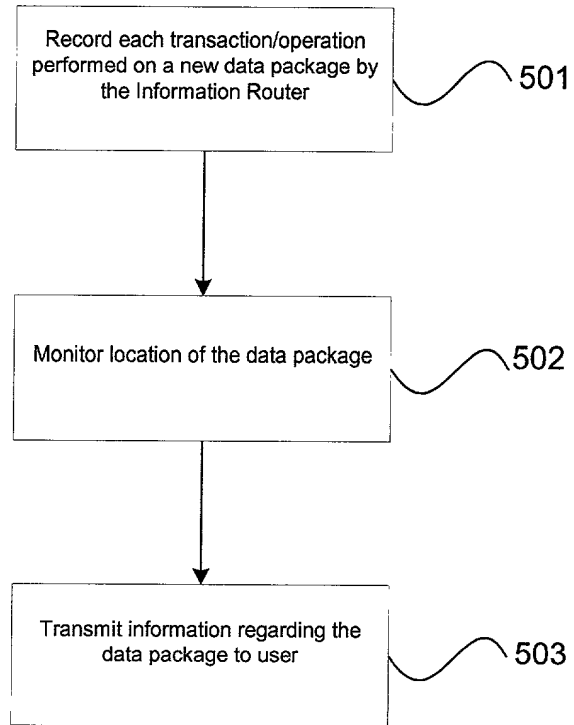 Record each transaction/operation
performed on a new data package by
the Information Router
501
Monitor location of the data package
502
Transmit information regarding the
data package to user
503